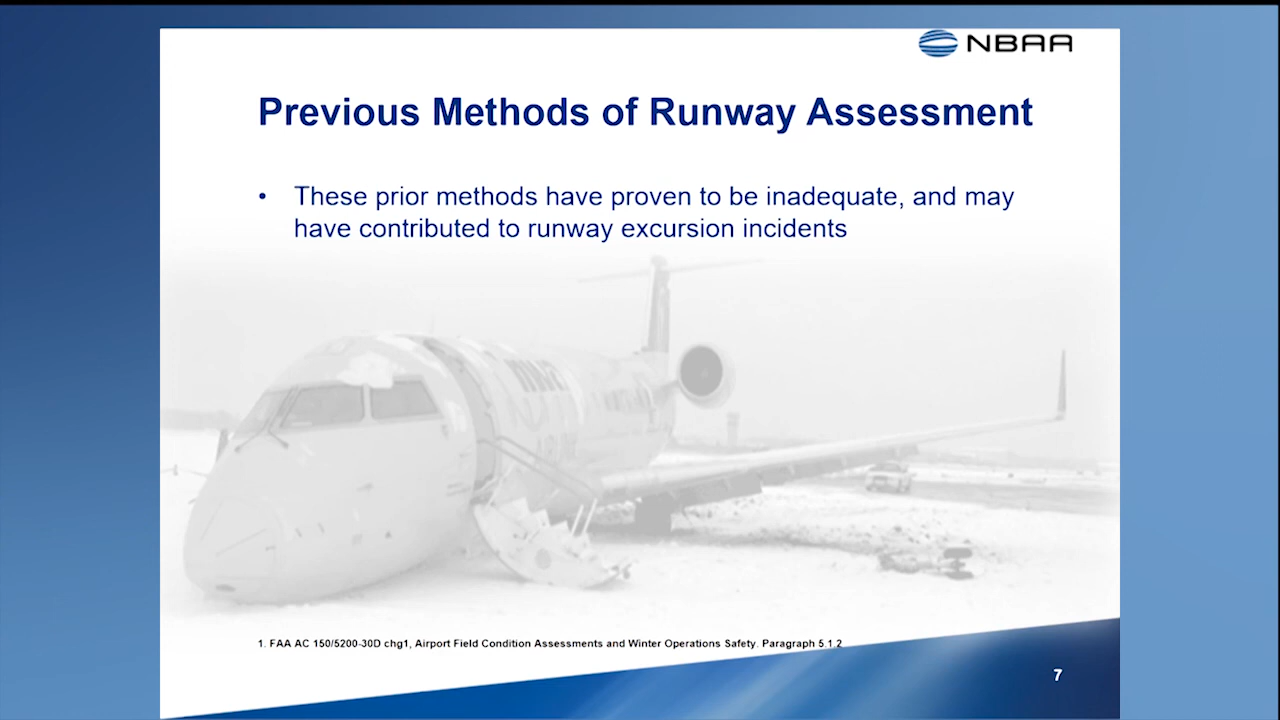 NBAA
Previous Methods of Runway Assessment
• These prior methods have proven to be inadequate, and may
have contributed to runway excursion incidents
1. FAA AC 150/5200-30D chg1, Airport Field Condition Assessments and Winter Operations Safety. Paragraph 5.1.2
7